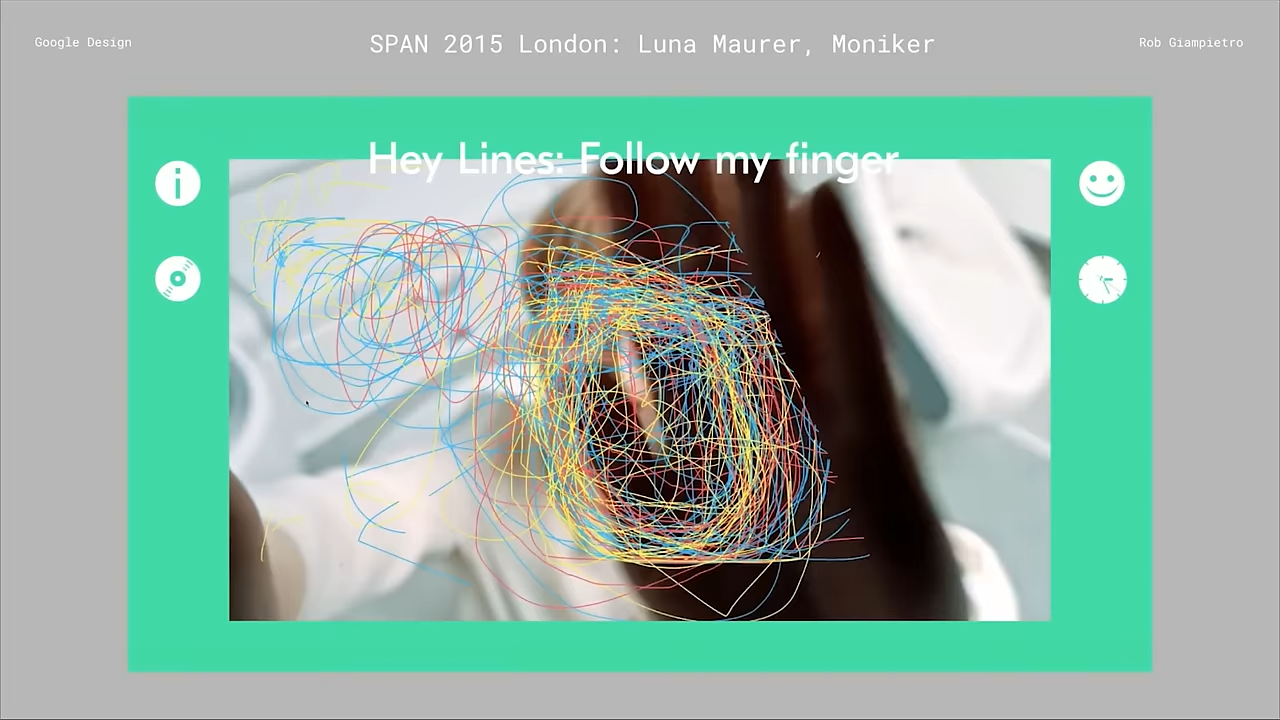 Google Design
SPAN 2015 London: Luna Maurer, Moniker
Rob Giampietro
Hey Lines: Follow my finger